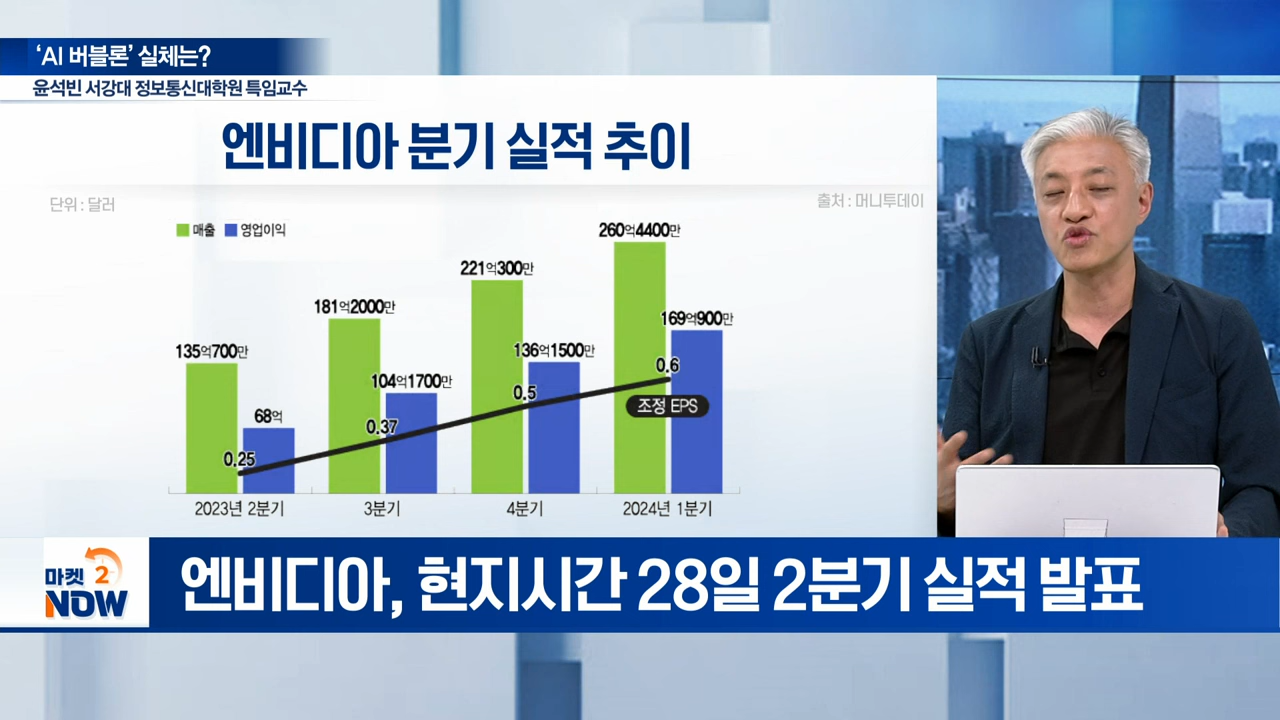 ‘AI 버블론’ 실체는?
윤석빈 서강대 정보통신대학원 특임교수
엔비디아 분기 실적 추이
단위 : 달러
출처 : 머니투데이
매출 영업이익
260억4400만
221억300만
181억2000만
169억900만
135억700만
136억1500만
104억1700만
0.6
68억
0.5
조정 EPS
0.37
0.25
2023년 2분기 3분기 4분기 2024년 1분기
마켓 2
NOW
엔비디아, 현지시간 28일 2분기 실적 발표